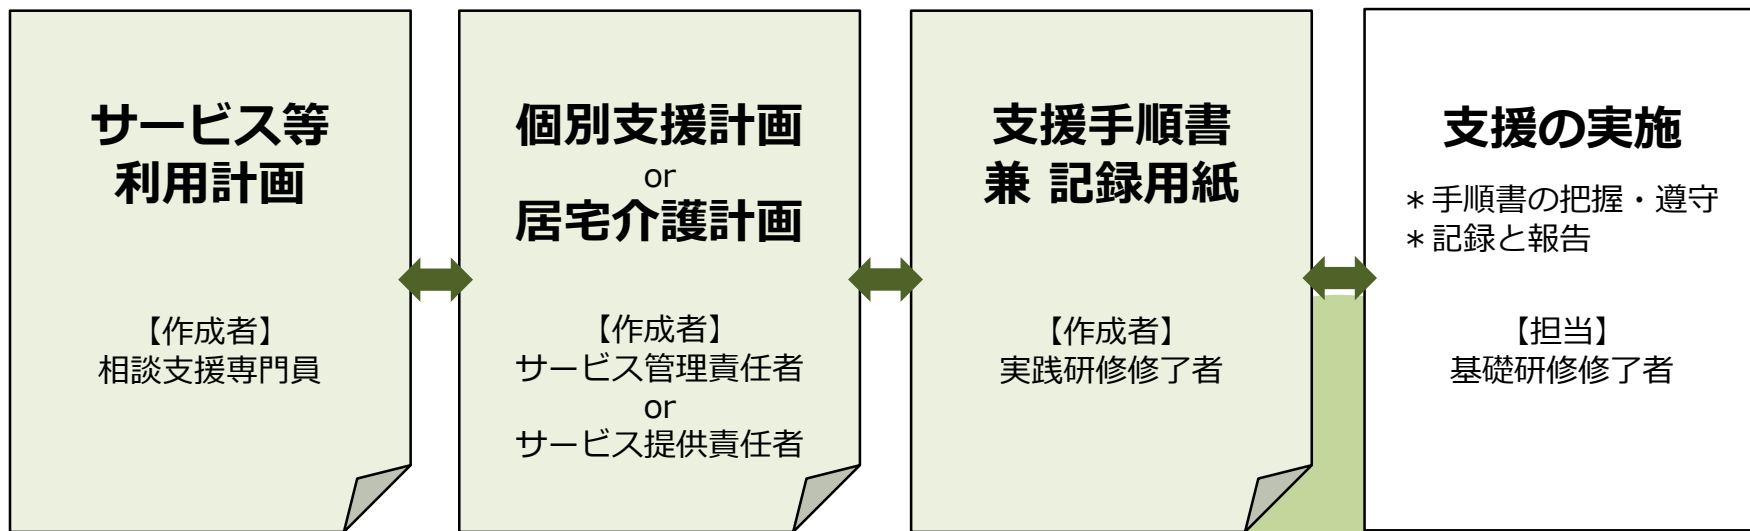 サービス等
利用計画
【作成者】
相談支援専門員
個別支援計画
or
居宅介護計画
【作成者】
サービス管理責任者
or
サービス提供責任者
支援手順書
兼 記録用紙
【作成者】
実践研修修了者
支援の実施
＊手順書の把握・遵守
＊記録と報告
【担当】
基礎研修修了者